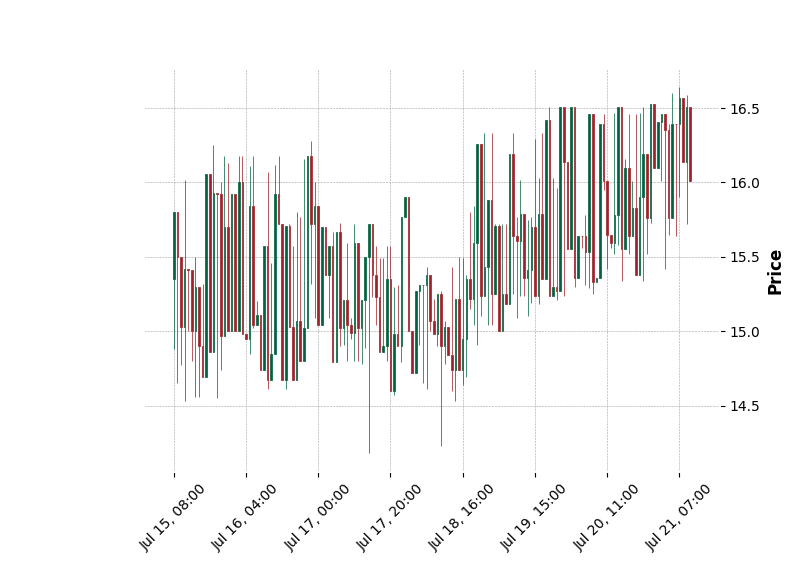 16.5
16.0
15.5
15.0
14.5
Price
Jul 15, 08:00
Jul 16, 04:00
Jul 17, 00:00
Jul 17, 20:00
Jul 18, 16:00
Jul 19, 15:00
Jul 20, 11:00
Jul 21, 07:00